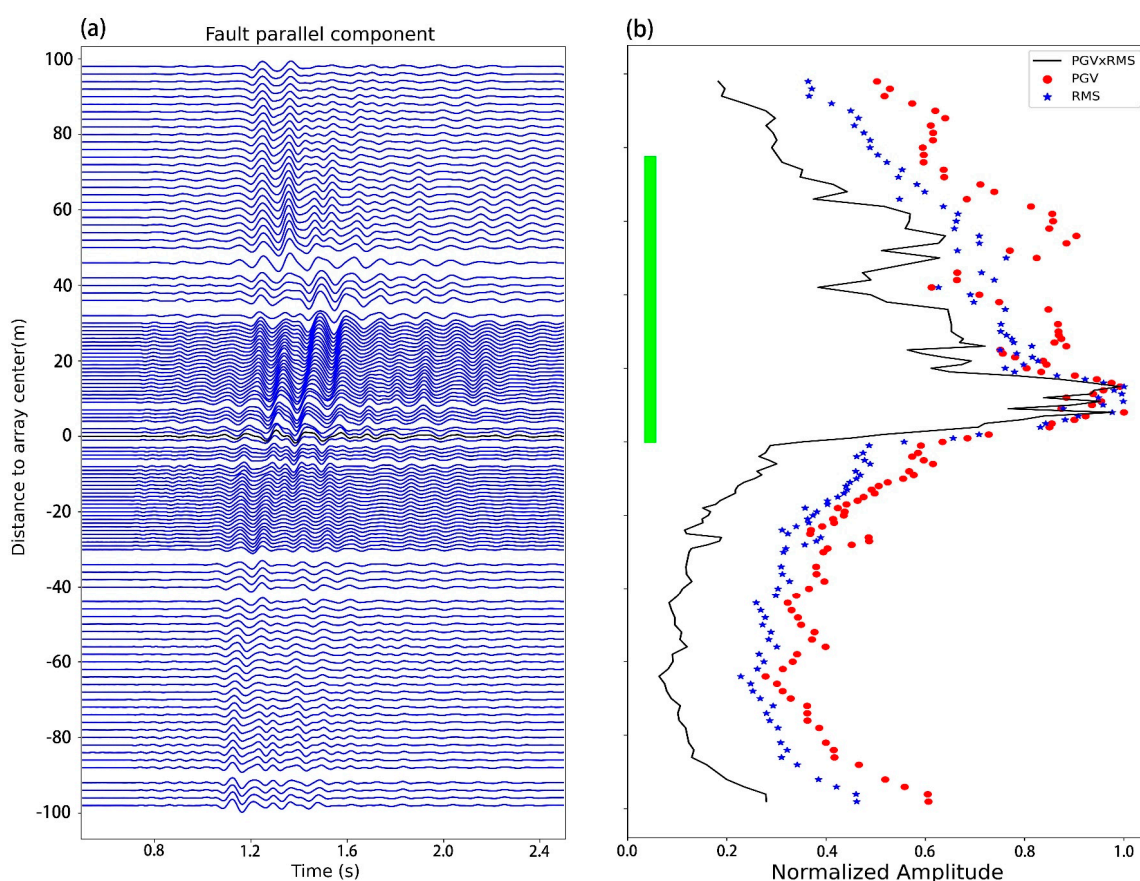 (a)
Fault parallel component
Distance to array center(m)
100
80
60
40
20
0
-20
-40
-60
-80
-100
0.8 1.2 1.6 2.0 2.4
Time (s)
(b)
PGVxRMS
PGV
RMS
0.0 0.2 0.4 0.6 0.8 1.0
Normalized Amplitude